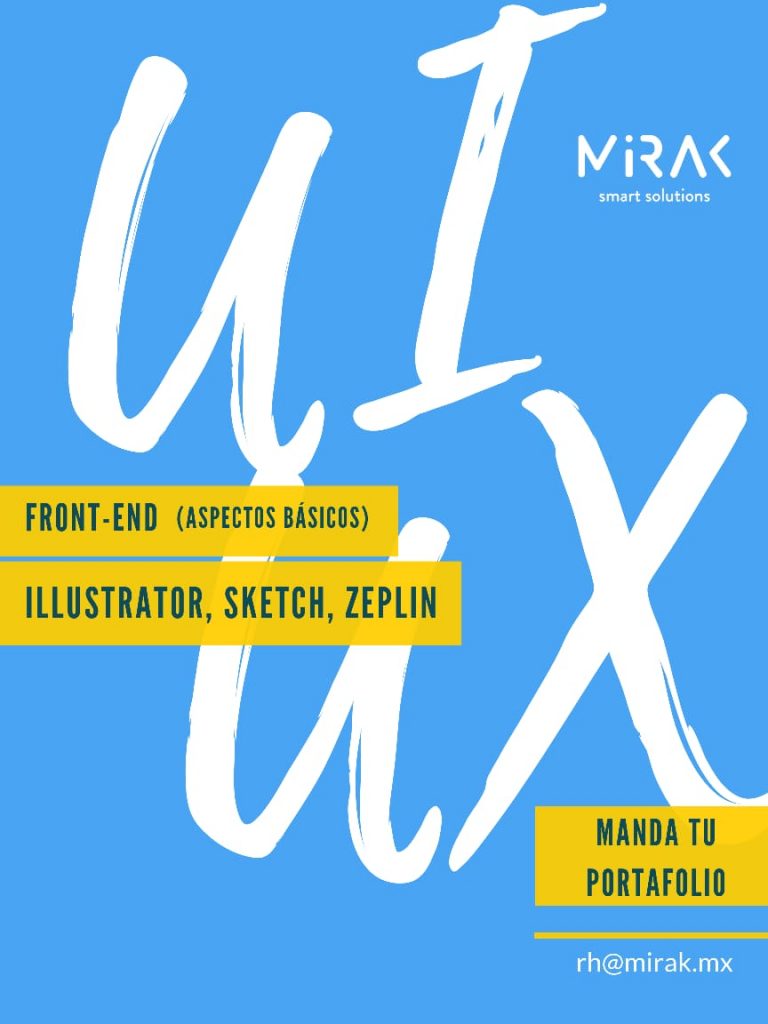 UI
MiRAK
smart solutions
UX
FRONT-END (ASPECTOS BÁSICOS)
ILLUSTRATOR, SKETCH, ZEPLIN
MANDA TU
PORTAFOLIO
rh@mirak.mx